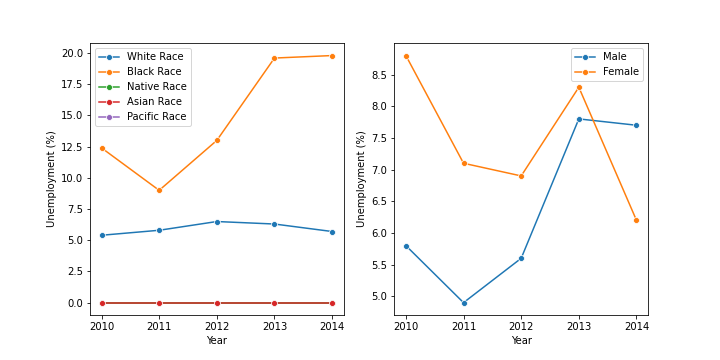 20.0
17.5
15.0
12.5
10.0
7.5
5.0
2.5
0.0
Unemployment (%)
White Race
Black Race
Native Race
Asian Race
Pacific Race
2010 2011 2012 2013 2014
Year
8.5
8.0
7.5
7.0
6.5
6.0
5.5
5.0
Unemployment (%)
Male
Female
2010 2011 2012 2013 2014
Year